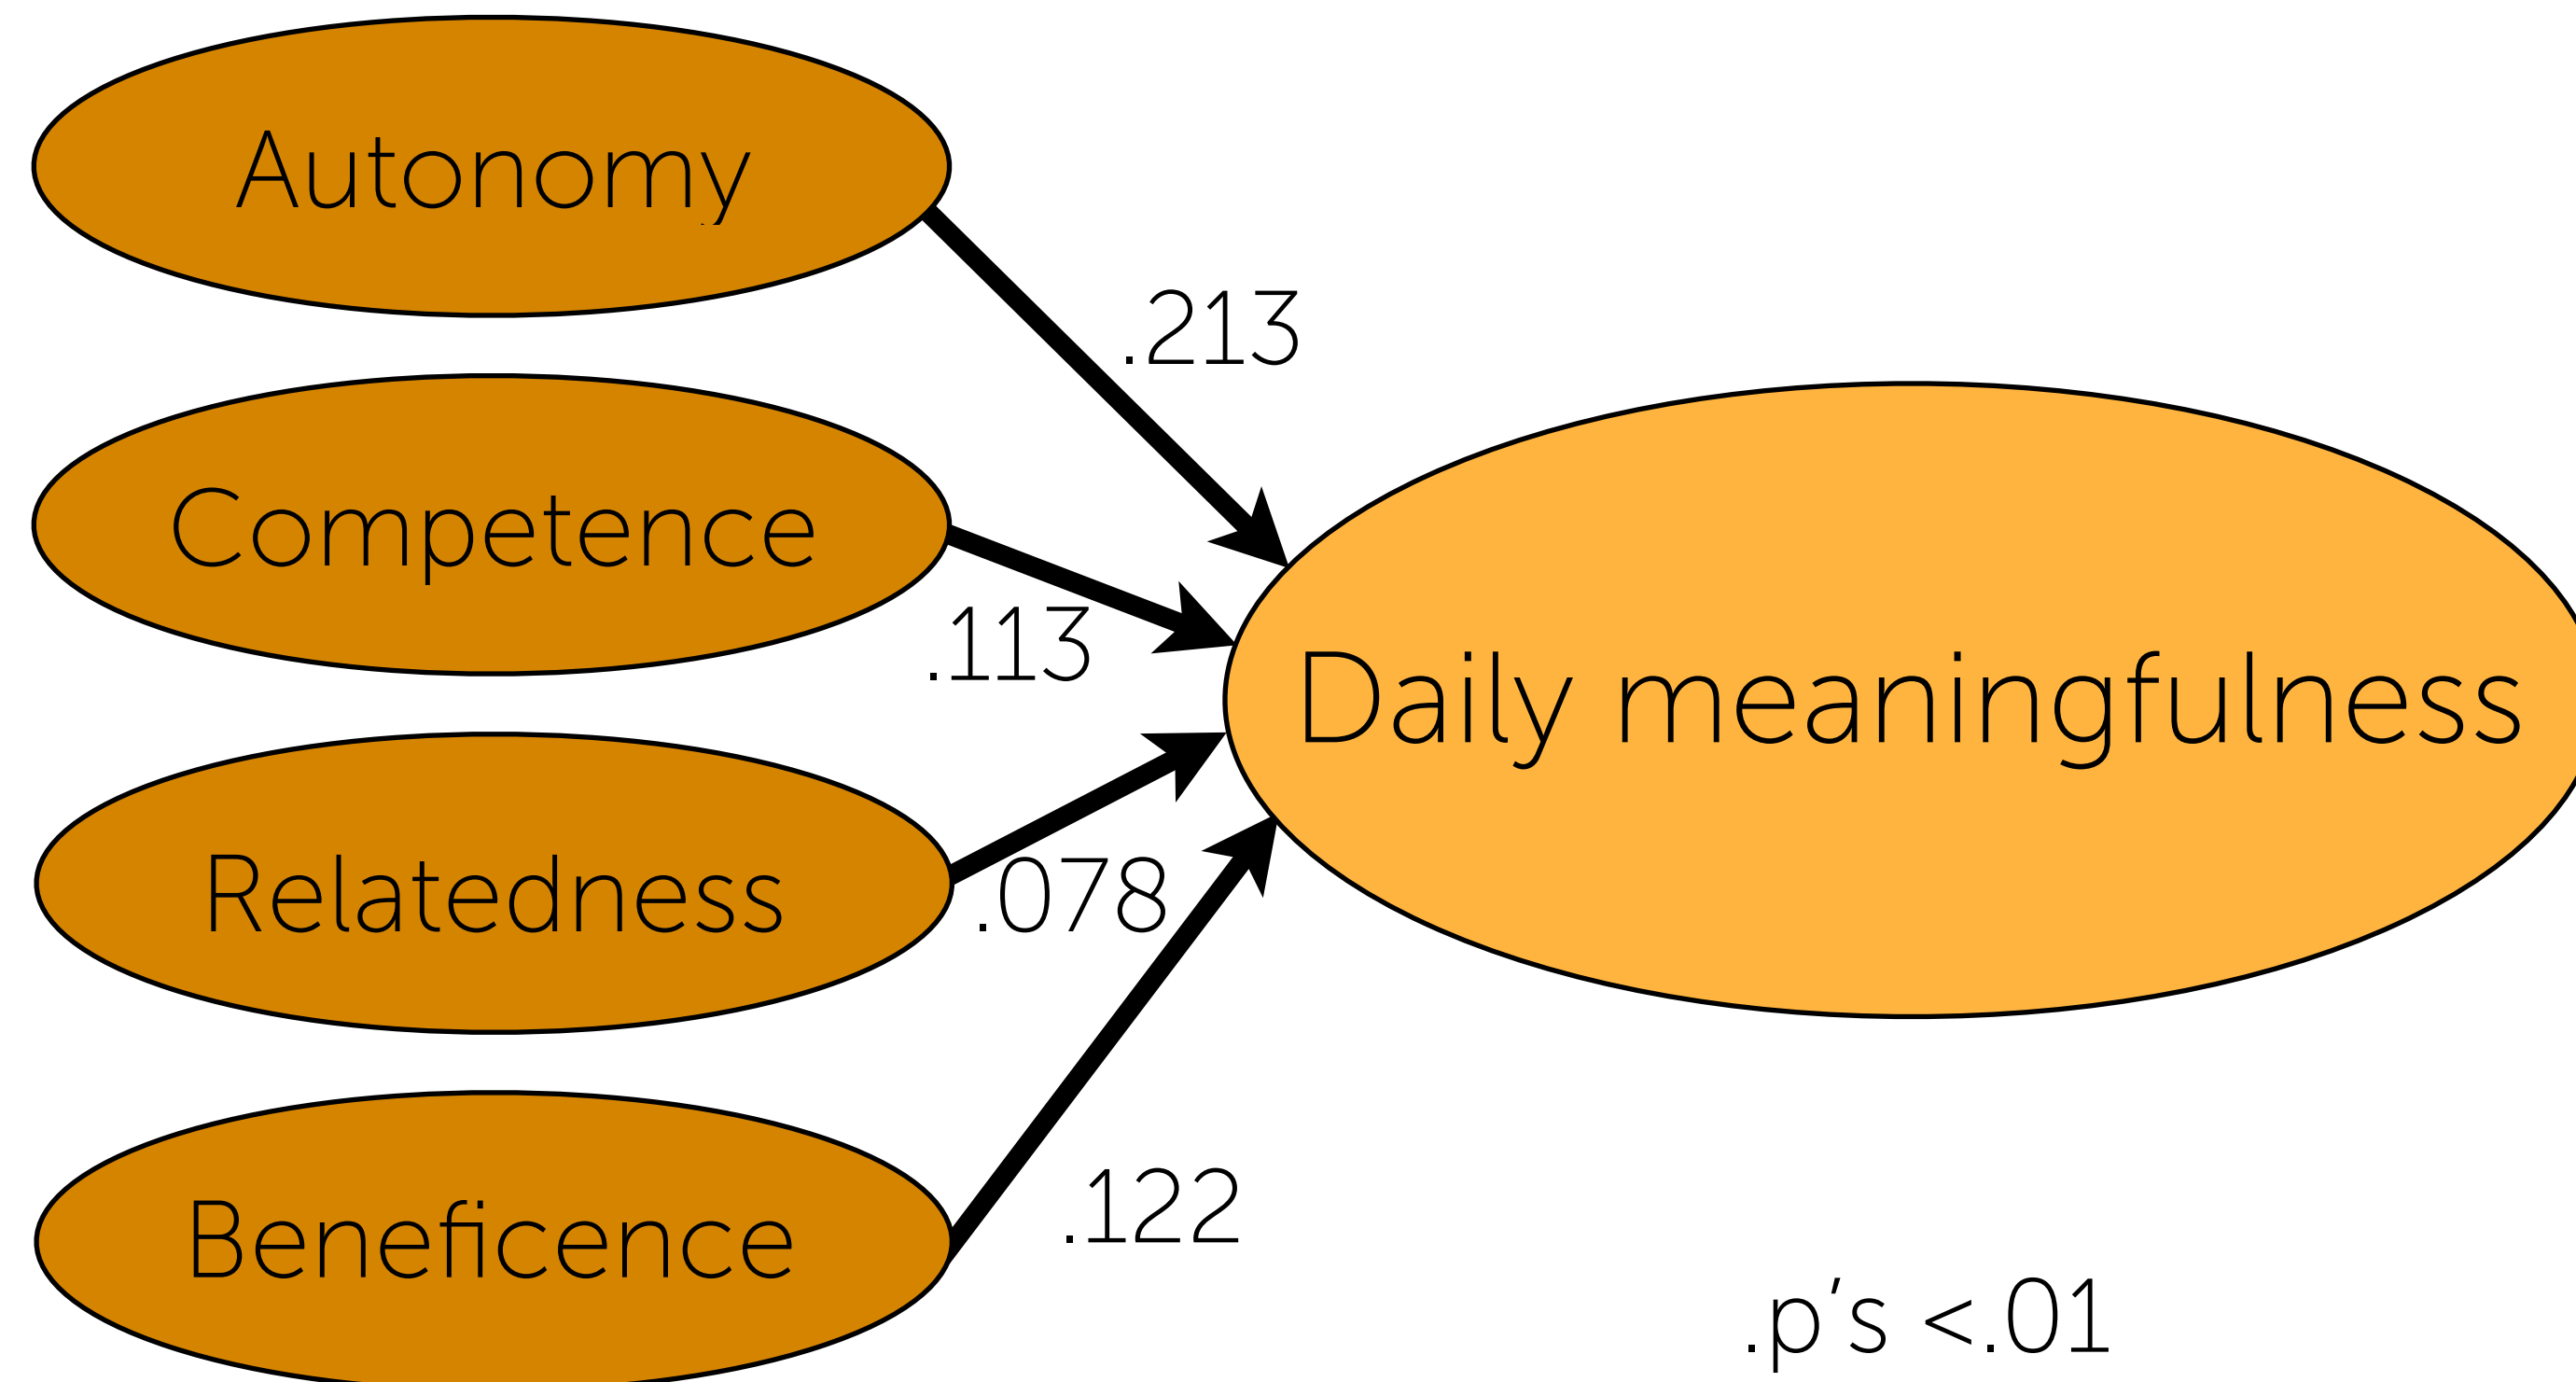 Autonomy
.213
Competence
.113
Daily meaningfulness
Relatedness
.078
Beneficence
.122
.p's <.01